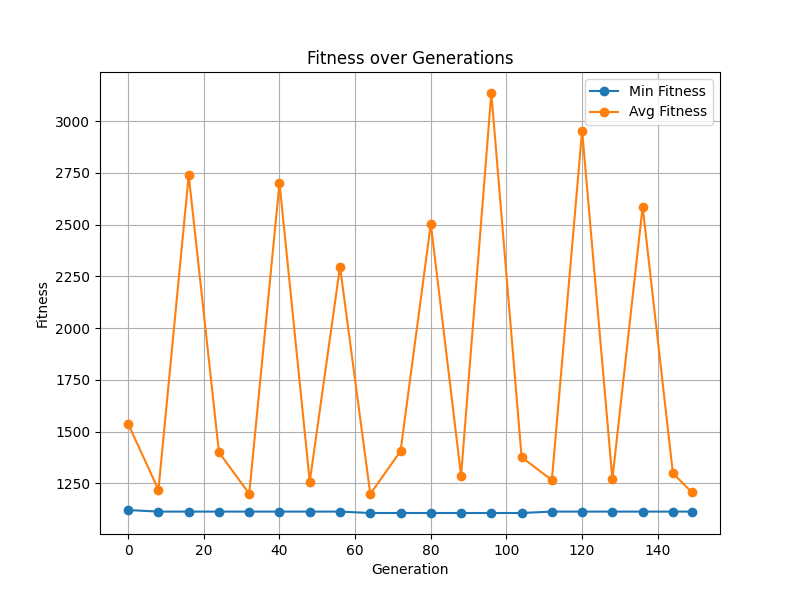 Fitness over Generations
Min Fitness
Avg Fitness
3000
2750
2500
2250
2000
1750
1500
1250
Fitness
0 20 40 60 80 100 120 140
Generation